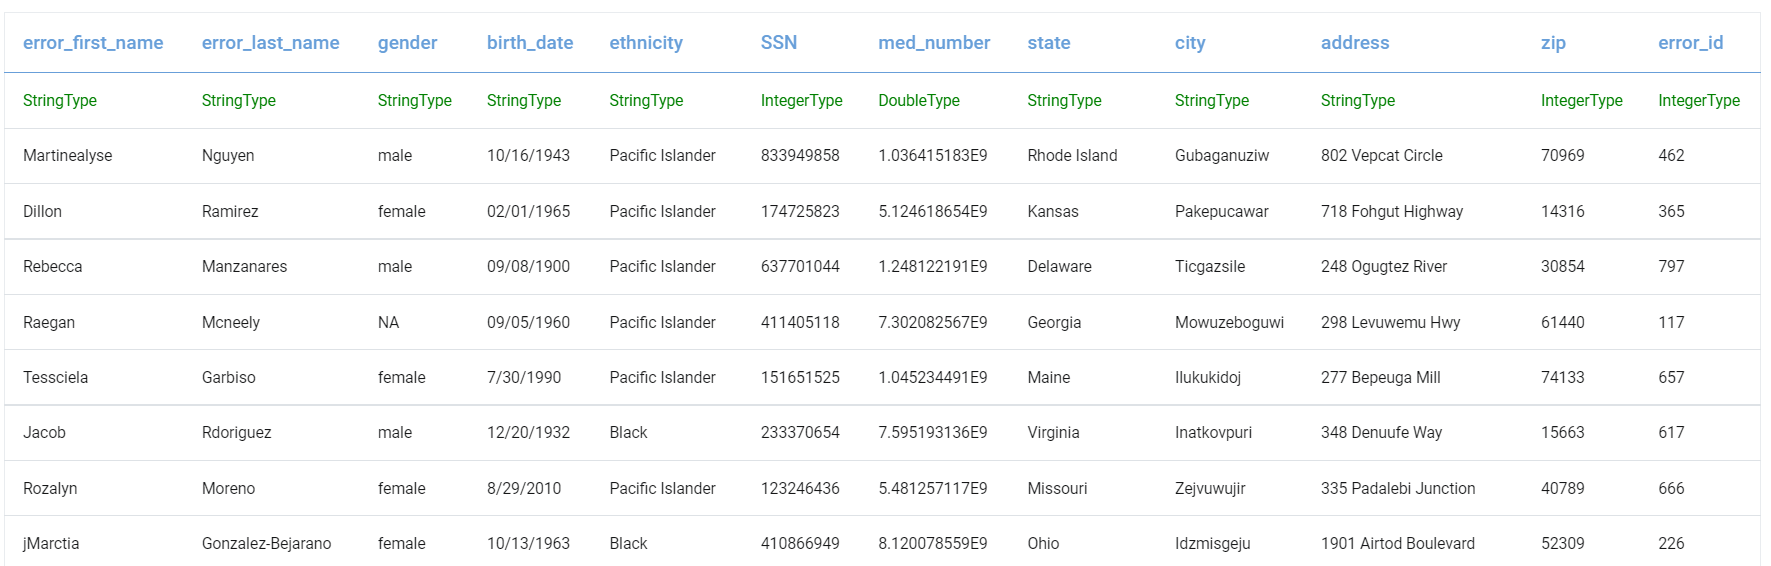 error_first_name error_last_name gender birth_date ethnicity SSN med_number state city address zip error_id
StringType StringType StringType StringType StringType IntegerType DoubleType StringType StringType StringType IntegerType IntegerType
Martinealyse Nguyen male 10/16/1943 Pacific Islander 833949858 1.036415183E9 Rhode Island Gubaganuziw 802 Vepcat Circle 70969 462
Dillon Ramirez female 02/01/1965 Pacific Islander 174725823 5.124618654E9 Kansas Pakepucawar 718 Fohgut Highway 14316 365
Rebecca Manzanares male 09/08/1900 Pacific Islander 637701044 1.248122191E9 Delaware Ticgazsile 248 Ogugtez River 30854 797
Raegan Mcneely NA 09/05/1960 Pacific Islander 411405118 7.302082567E9 Georgia Mowuzeboguwi 298 Levuwemu Hwy 61440 117
Tessciela Garbiso female 7/30/1990 Pacific Islander 151651525 1.045234491E9 Maine Ilukukidoj 277 Bepeuga Mill 74133 657
Jacob Rdoriguez male 12/20/1932 Black 233370654 7.595193136E9 Virginia Inatkovpuri 348 Denuufe Way 15663 617
Rozalyn Moreno female 8/29/2010 Pacific Islander 123246436 5.481257117E9 Missouri Zejvuwujir 335 Padalebi Junction 40789 666
jMarctia Gonzalez-Bejarano female 10/13/1963 Black 410866949 8.120078559E9 Ohio Idzmisgeju 1901 Airtod Boulevard 52309 226